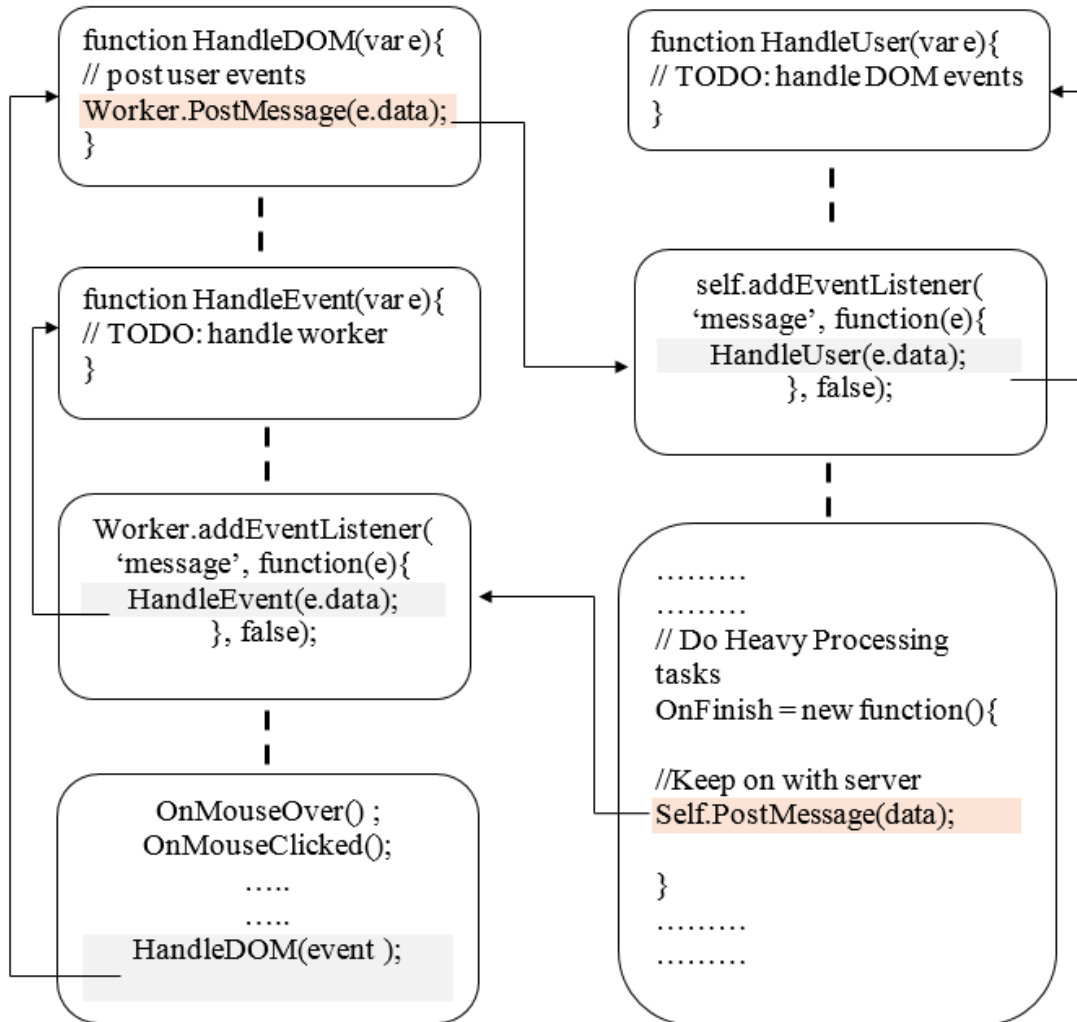 function HandleDOM(var e){
// post user events
Worker.PostMessage(e.data);
}
function HandleEvent(var e){
// TODO: handle worker
}
Worker.addEventListener(
‘message’, function(e){
HandleEvent(e.data);
}, false);
OnMouseOver() ;
OnMouseClicked();
…..
…..
HandleDOM(event );
function HandleUser(var e){
// TODO: handle DOM events
}
self.addEventListener(
‘message’, function(e){
HandleUser(e.data);
}, false);
………
………
// Do Heavy Processing
tasks
OnFinish = new function(){
//Keep on with server
Self.PostMessage(data);
}
………
………